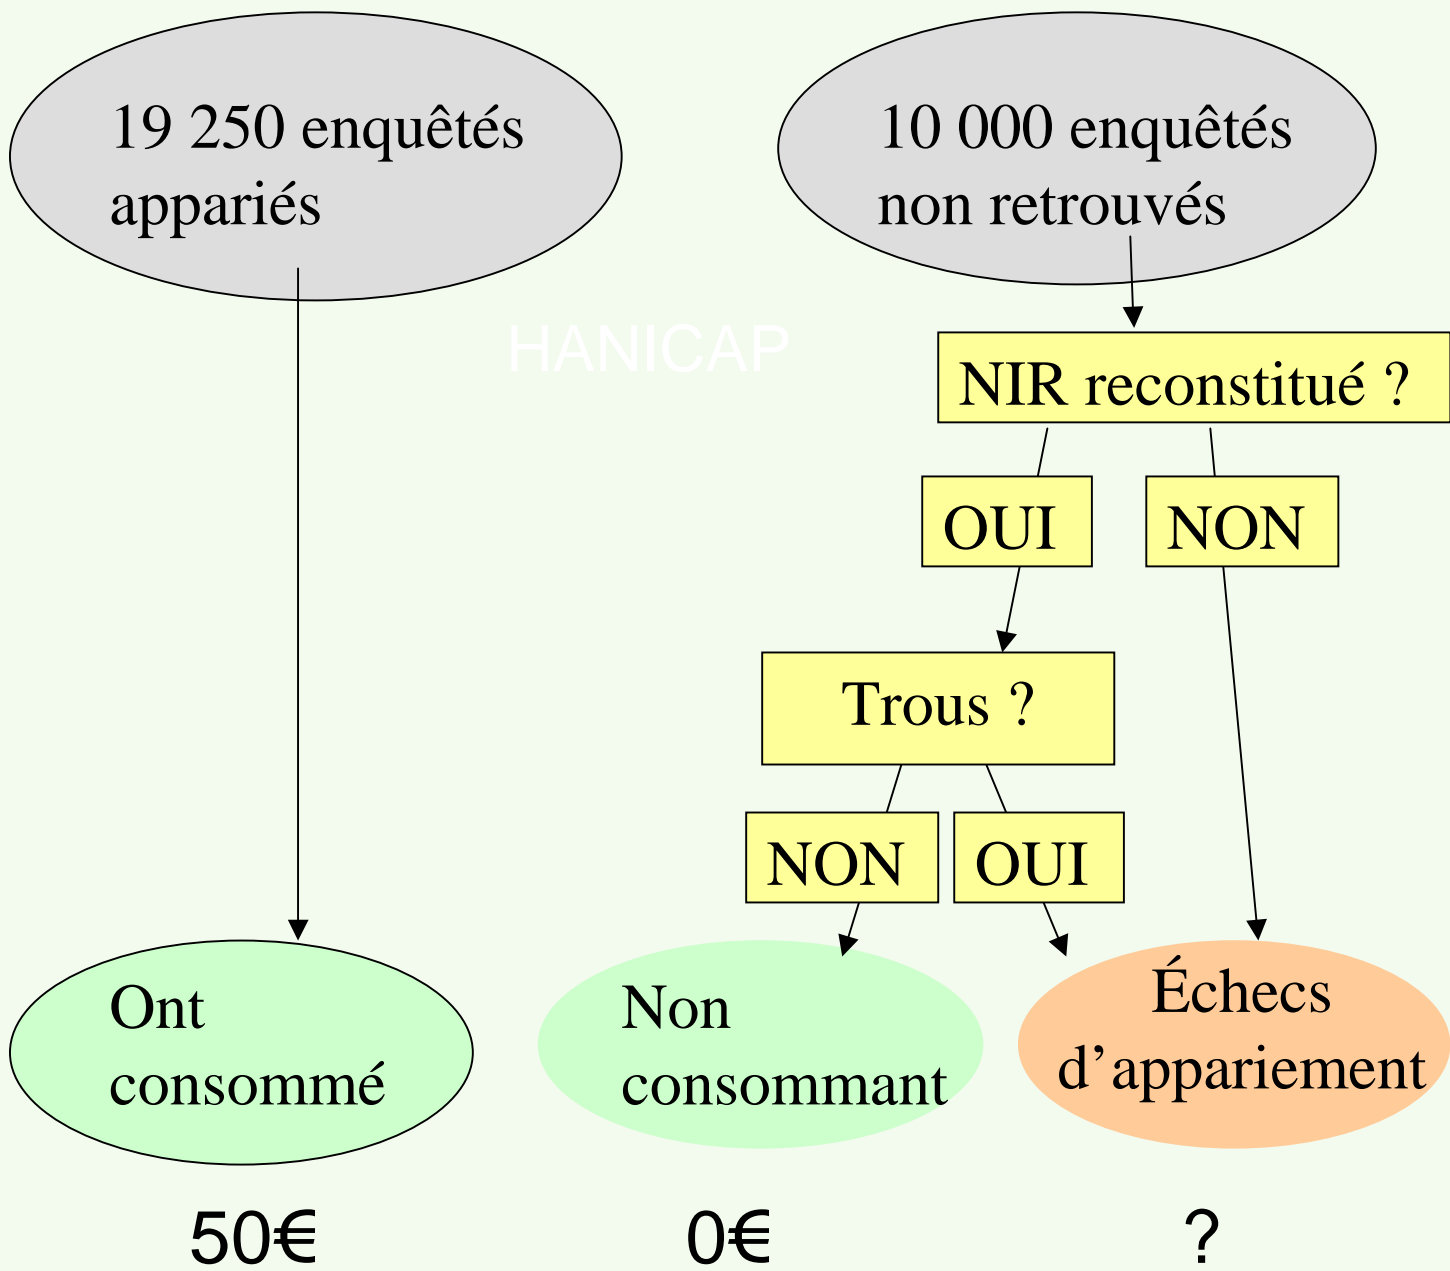 19 250 enquêtés
appariés
10 000 enquêtés
non retrouvés
HANICAP
NIR reconstitué ?
OUI
NON
Trous ?
NON
OUI
Ont
consommé
Non
consommant
Échecs
d’appariement
50€
0€
?